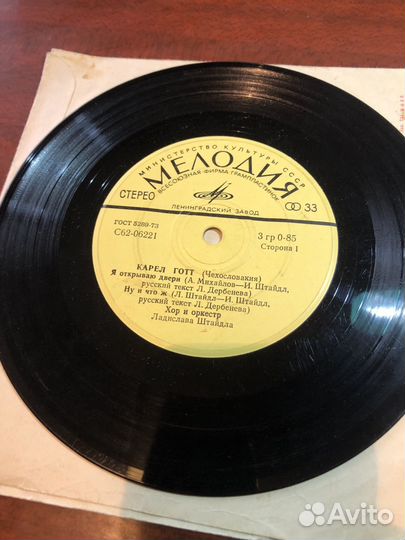 МИНИСТЕРСТВО КУЛЬТУРЫ СССР
МЕЛОДИЯ
ВСЕСОЮЗНАЯ ФИРМА ГРАМПЛАСТИНОК
СТЕРЕО
33
ЛЕНИНГРАДСКИЙ ЗАВОД
ГОСТ 5289-73
3 гр 0-85
С62-06221
Сторона 1
КАРЕЛ ГОТТ (Чехословакия)
Я открываю двери (А. Михайлов—И. Штайдл,
русский текст Л. Дербенева)
Ну и что ж (Л. Штайдл—И. Штайдл,
русский текст Л. Дербенева)
Хор и оркестр
Ладислава Штайдла
Avito